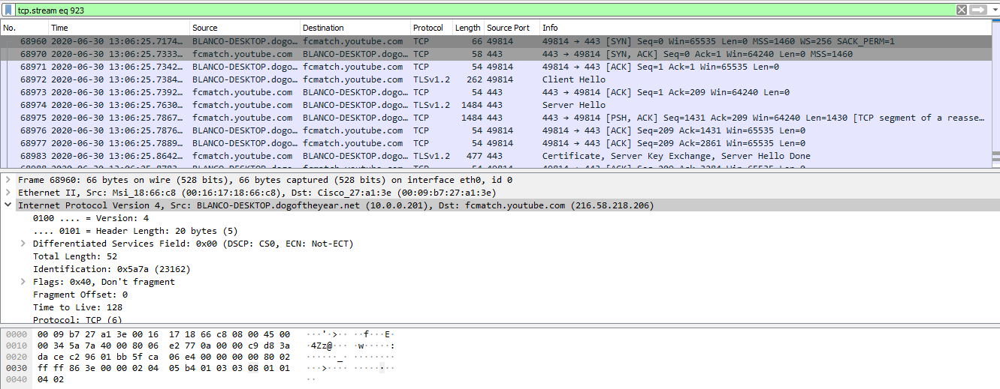 tcp.stream eq 923
No. Time Source Destination Protocol Length Source Port Info
68960 2020-06-30 13:06:25.7174… BLANCO-DESKTOP.dogo… fcmatch.youtube.com TCP 66 49814 49814 → 443 [SYN] Seq=0 Win=65535 Len=0 MSS=1460 WS=256 SACK_PERM=1
68970 2020-06-30 13:06:25.7333… fcmatch.youtube.com BLANCO-DESKTOP.dogo… TCP 58 443 443 → 49814 [SYN, ACK] Seq=0 Ack=1 Win=64240 Len=0 MSS=1460
68971 2020-06-30 13:06:25.7342… BLANCO-DESKTOP.dogo… fcmatch.youtube.com TCP 54 49814 49814 → 443 [ACK] Seq=1 Ack=1 Win=65535 Len=0
68972 2020-06-30 13:06:25.7384… BLANCO-DESKTOP.dogo… fcmatch.youtube.com TLSv1.2 262 49814 Client Hello
68973 2020-06-30 13:06:25.7392… fcmatch.youtube.com BLANCO-DESKTOP.dogo… TCP 54 443 443 → 49814 [ACK] Seq=1 Ack=209 Win=64240 Len=0
68974 2020-06-30 13:06:25.7630… fcmatch.youtube.com BLANCO-DESKTOP.dogo… TLSv1.2 1484 443 Server Hello
68975 2020-06-30 13:06:25.7867… fcmatch.youtube.com BLANCO-DESKTOP.dogo… TCP 1484 443 443 → 49814 [PSH, ACK] Seq=1431 Ack=209 Win=64240 Len=1430 [TCP segment of a reasse…
68976 2020-06-30 13:06:25.7876… BLANCO-DESKTOP.dogo… fcmatch.youtube.com TCP 54 49814 49814 → 443 [ACK] Seq=209 Ack=1431 Win=65535 Len=0
68977 2020-06-30 13:06:25.7889… BLANCO-DESKTOP.dogo… fcmatch.youtube.com TCP 54 49814 49814 → 443 [ACK] Seq=209 Ack=2861 Win=65535 Len=0
68983 2020-06-30 13:06:25.8642… fcmatch.youtube.com BLANCO-DESKTOP.dogo… TLSv1.2 477 443 Certificate, Server Key Exchange, Server Hello Done
Frame 68960: 66 bytes on wire (528 bits), 66 bytes captured (528 bits) on interface eth0, id 0
Ethernet II, Src: Msi_18:66:c8 (00:16:17:18:66:c8), Dst: Cisco_27:a1:3e (00:09:b7:27:a1:3e)
Internet Protocol Version 4, Src: BLANCO-DESKTOP.dogoftheyear.net (10.0.0.201), Dst: fcmatch.youtube.com (216.58.218.206)
0100 .... = Version: 4
.... 0101 = Header Length: 20 bytes (5)
Differentiated Services Field: 0x00 (DSCP: CS0, ECN: Not-ECT)
Total Length: 52
Identification: 0x5a7a (23162)
Flags: 0x40, Don't fragment
Fragment Offset: 0
Time to Live: 128
Protocol: TCP (6)
0000 00 09 b7 27 a1 3e 00 16 17 18 66 c8 08 00 45 00 ···'·>·· ··f···E·
0010 00 34 5a 7a 40 00 80 06 e2 77 0a 00 00 c9 d8 3a ·4Zz@··· ·w·····:
0020 da ce c2 96 01 bb 5f ca 06 e4 00 00 00 00 80 02 ······_· ········
0030 ff ff 86 3e 00 00 02 04 05 b4 01 03 03 08 01 01 ···>···· ········
0040 04 02 ··